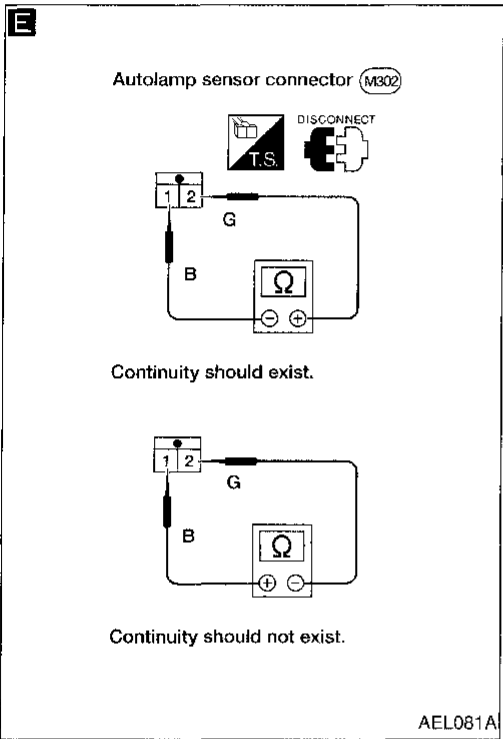 E
Autolamp sensor connector M302
T.S.
DISCONNECT
1 2
G
B
Ω
⊖ ⊕
Continuity should exist.
1 2
G
B
Ω
⊕ ⊖
Continuity should not exist.
AEL081A